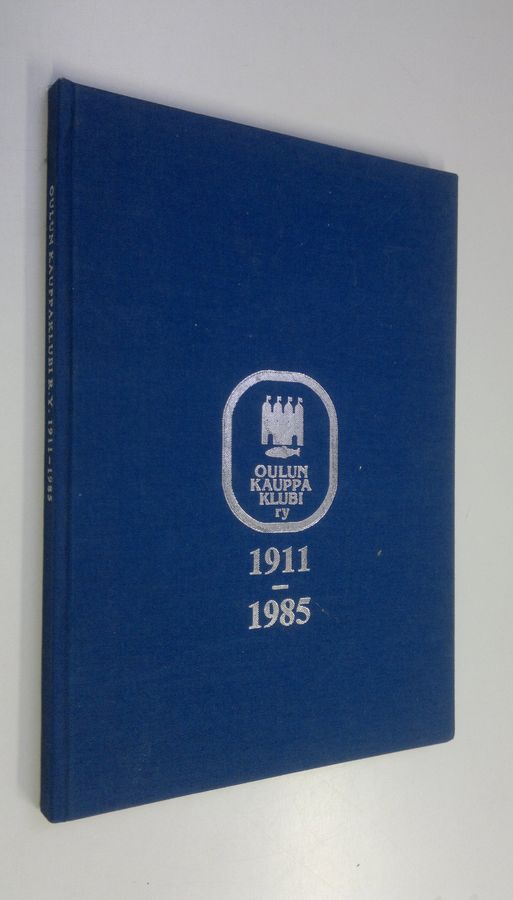 OULUN KAUPPAKLUBI R.Y. 1911–1985
OULUN
KAUPPA
KLUBI
ry
1911
–
1985